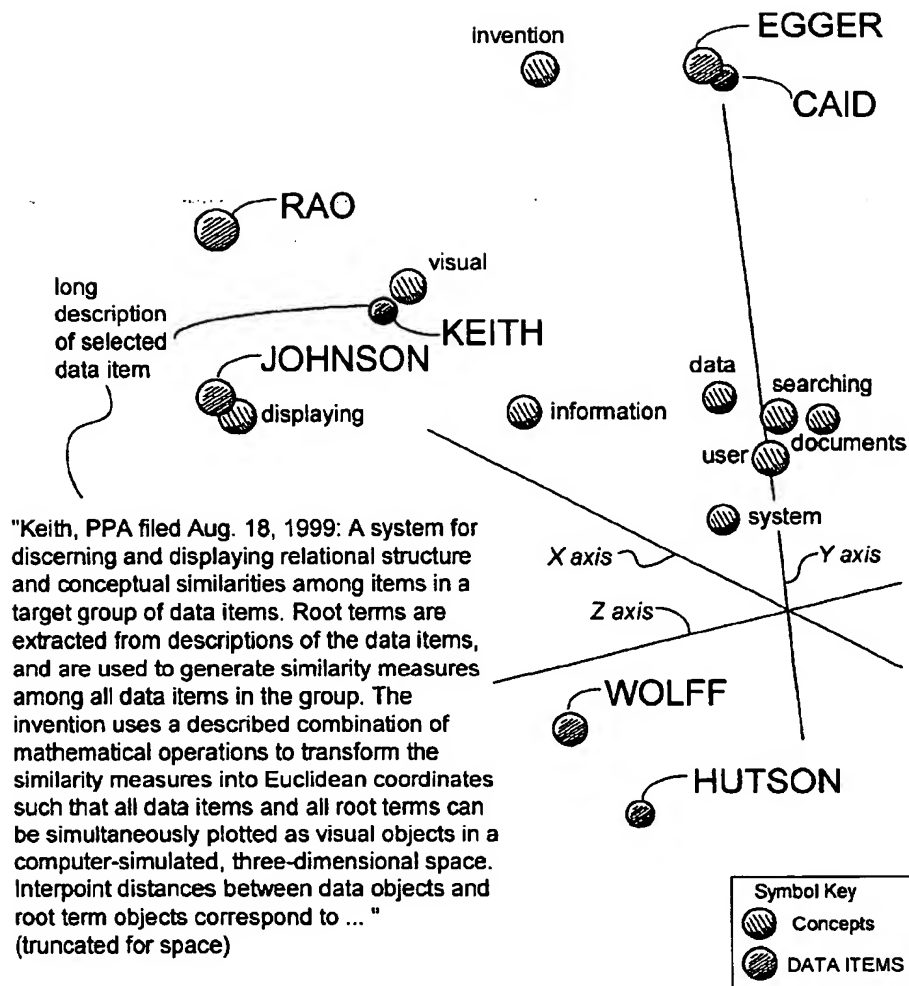 invention
EGGER
CAID
RAO
visual
long
description
of selected
data item
KEITH
JOHNSON
data
searching
displaying
information
documents
user
system
"Keith, PPA filed Aug. 18, 1999: A system for
discerning and displaying relational structure
and conceptual similarities among items in a
target group of data items. Root terms are
extracted from descriptions of the data items,
and are used to generate similarity measures
among all data items in the group. The
invention uses a described combination of
mathematical operations to transform the
similarity measures into Euclidean coordinates
such that all data items and all root terms can
be simultaneously plotted as visual objects in a
computer-simulated, three-dimensional space.
Interpoint distances between data objects and
root term objects correspond to ... "
(truncated for space)
X axis
Y axis
Z axis
WOLFF
HUTSON
Symbol Key
Concepts
DATA ITEMS